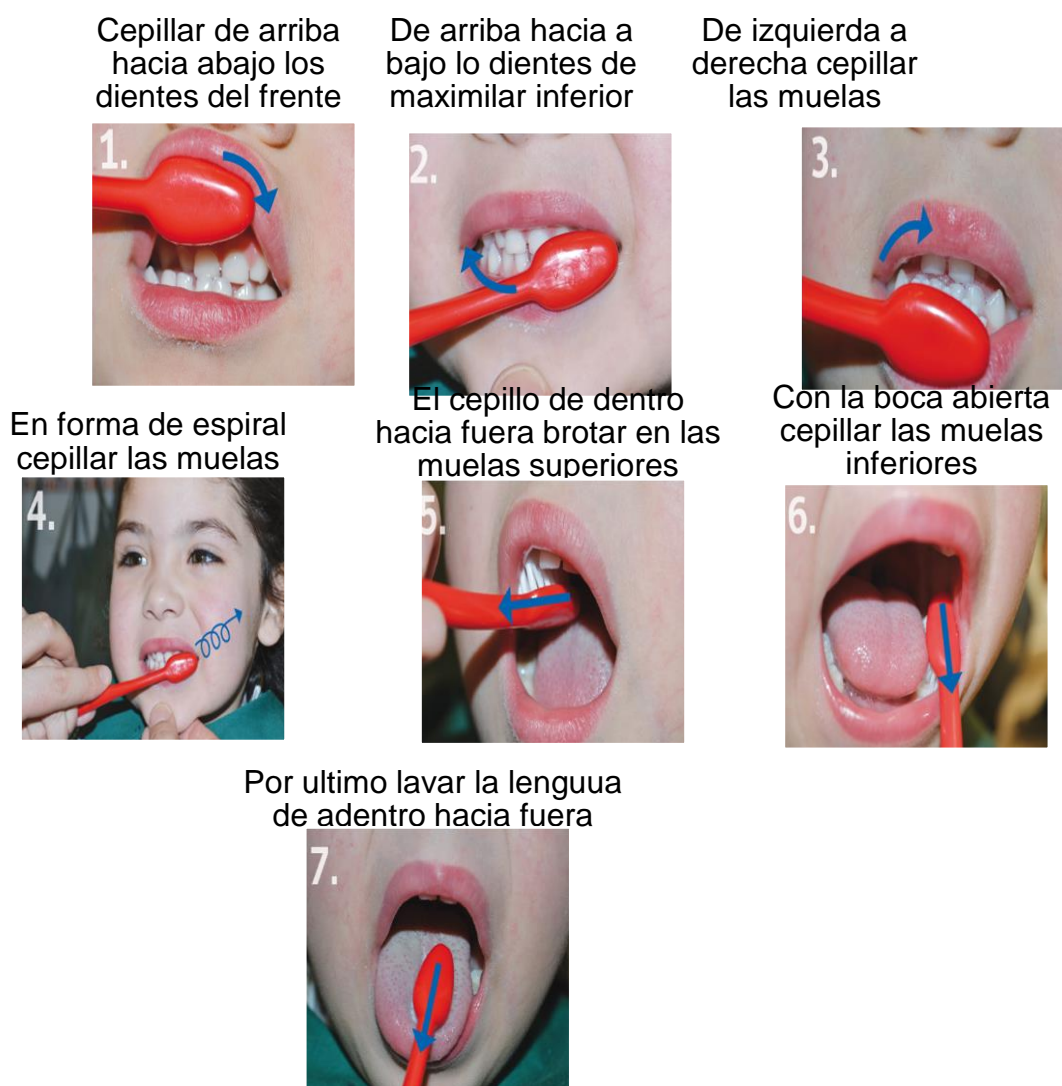 Cepillar de arriba
hacia abajo los
dientes del frente
De arriba hacia a
bajo lo dientes de
maximilar inferior
De izquierda a
derecha cepillar
las muelas
1.
2.
3.
En forma de espiral
cepillar las muelas
El cepillo de dentro
hacia fuera brotar en las
muelas superiores
Con la boca abierta
cepillar las muelas
inferiores
4.
5.
6.
Por ultimo lavar la lenguua
de adentro hacia fuera
7.